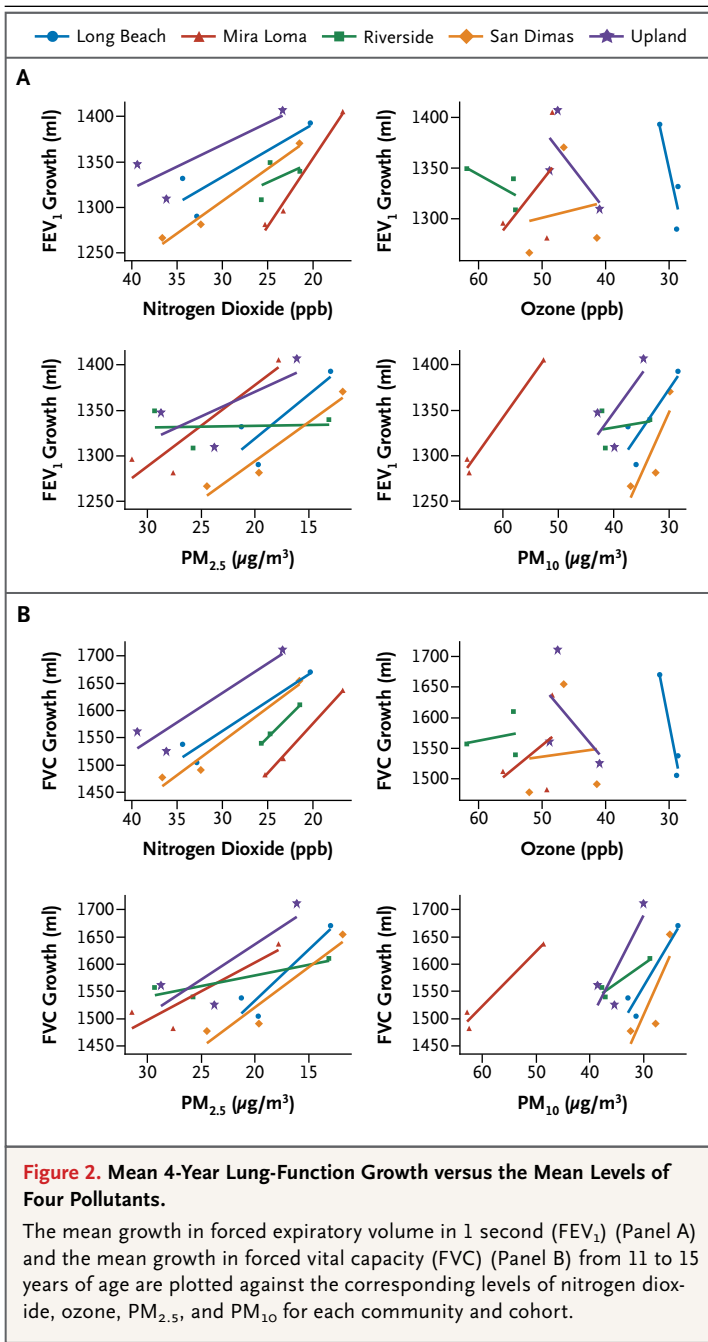 Long Beach Mira Loma Riverside San Dimas Upland
A
FEV₁ Growth (ml)
1400
1350
1300
1250
40 35 30 25 20
Nitrogen Dioxide (ppb)
FEV₁ Growth (ml)
1400
1350
1300
60 50 40 30
Ozone (ppb)
FEV₁ Growth (ml)
1400
1350
1300
1250
30 25 20 15
PM₂.₅ (µg/m³)
FEV₁ Growth (ml)
1400
1350
1300
1250
60 50 40 30
PM₁₀ (µg/m³)
B
FVC Growth (ml)
1700
1650
1600
1550
1500
1450
40 35 30 25 20
Nitrogen Dioxide (ppb)
FVC Growth (ml)
1700
1650
1600
1550
1500
60 50 40 30
Ozone (ppb)
FVC Growth (ml)
1700
1650
1600
1550
1500
1450
30 25 20 15
PM₂.₅ (µg/m³)
FVC Growth (ml)
1700
1650
1600
1550
1500
1450
60 50 40 30
PM₁₀ (µg/m³)
Figure 2. Mean 4-Year Lung-Function Growth versus the Mean Levels of
Four Pollutants.
The mean growth in forced expiratory volume in 1 second (FEV₁) (Panel A)
and the mean growth in forced vital capacity (FVC) (Panel B) from 11 to 15
years of age are plotted against the corresponding levels of nitrogen diox-
ide, ozone, PM₂.₅, and PM₁₀ for each community and cohort.